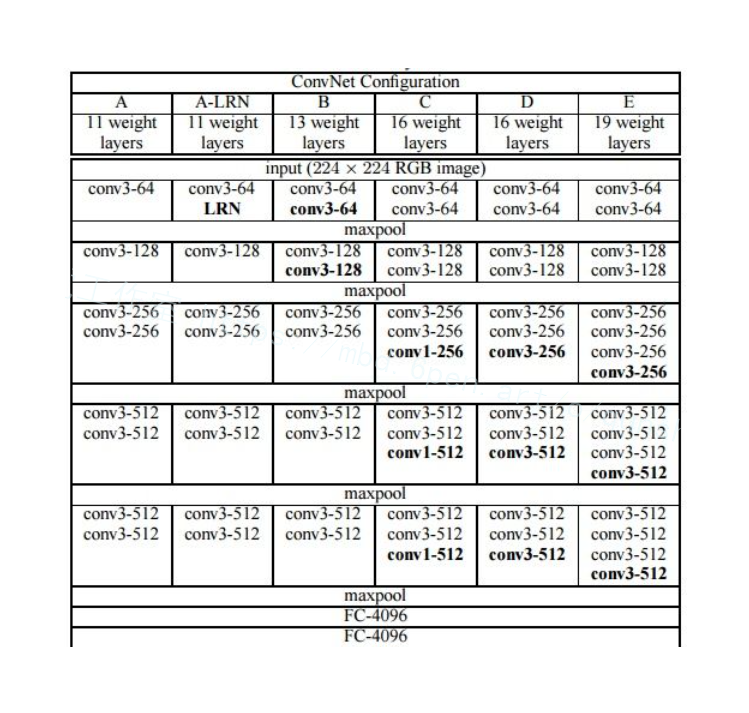 ConvNet Configuration
A A-LRN B C D E
11 weight 11 weight 13 weight 16 weight 16 weight 19 weight
layers layers layers layers layers layers
input (224 × 224 RGB image)
conv3-64 conv3-64 conv3-64 conv3-64 conv3-64 conv3-64
LRN conv3-64 conv3-64 conv3-64 conv3-64
maxpool
conv3-128 conv3-128 conv3-128 conv3-128 conv3-128 conv3-128
conv3-128 conv3-128 conv3-128 conv3-128
maxpool
conv3-256 conv3-256 conv3-256 conv3-256 conv3-256 conv3-256
conv3-256 conv3-256 conv3-256 conv3-256 conv3-256 conv3-256
conv1-256 conv3-256 conv3-256
conv3-256
maxpool
conv3-512 conv3-512 conv3-512 conv3-512 conv3-512 conv3-512
conv3-512 conv3-512 conv3-512 conv3-512 conv3-512 conv3-512
conv1-512 conv3-512 conv3-512
conv3-512
maxpool
conv3-512 conv3-512 conv3-512 conv3-512 conv3-512 conv3-512
conv3-512 conv3-512 conv3-512 conv3-512 conv3-512 conv3-512
conv1-512 conv3-512 conv3-512
conv3-512
maxpool
FC-4096
FC-4096